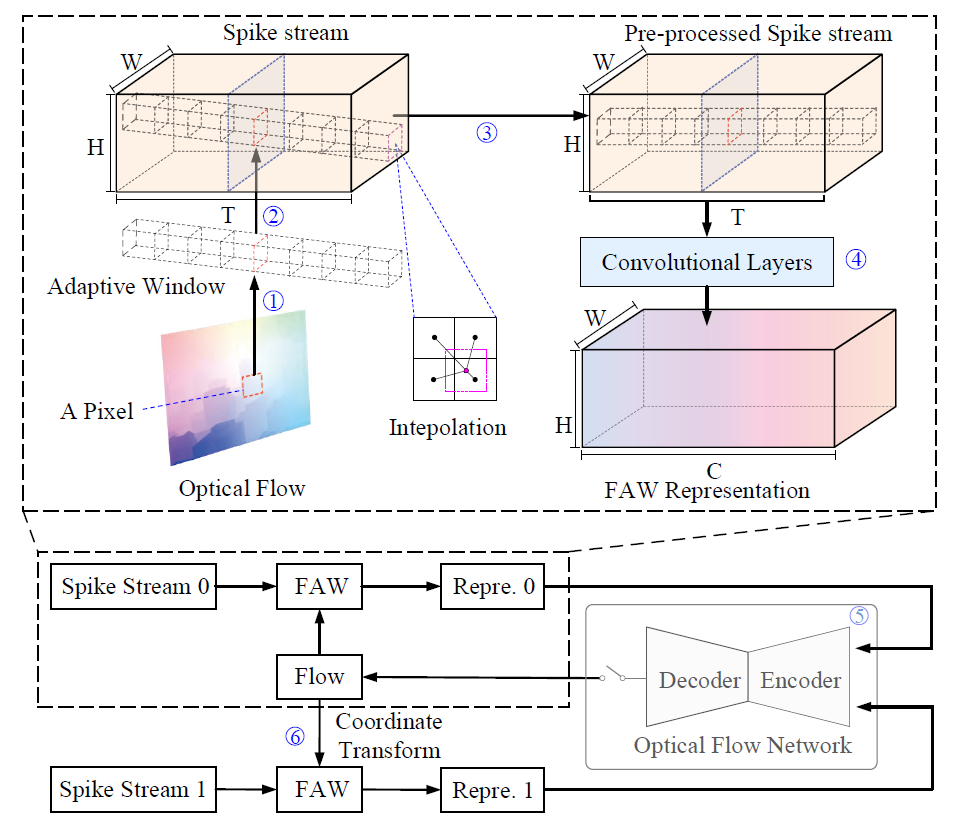 Spike stream
Pre-processed Spike stream
W
W
H
③
H
T
②
T
Adaptive Window
Convolutional Layers
④
①
W
A Pixel
Intepolation
H
C
Optical Flow
FAW Representation
Spike Stream 0
FAW
Repre. 0
⑤
Flow
Decoder
Encoder
⑥
Coordinate
Transform
Optical Flow Network
Spike Stream 1
FAW
Repre. 1